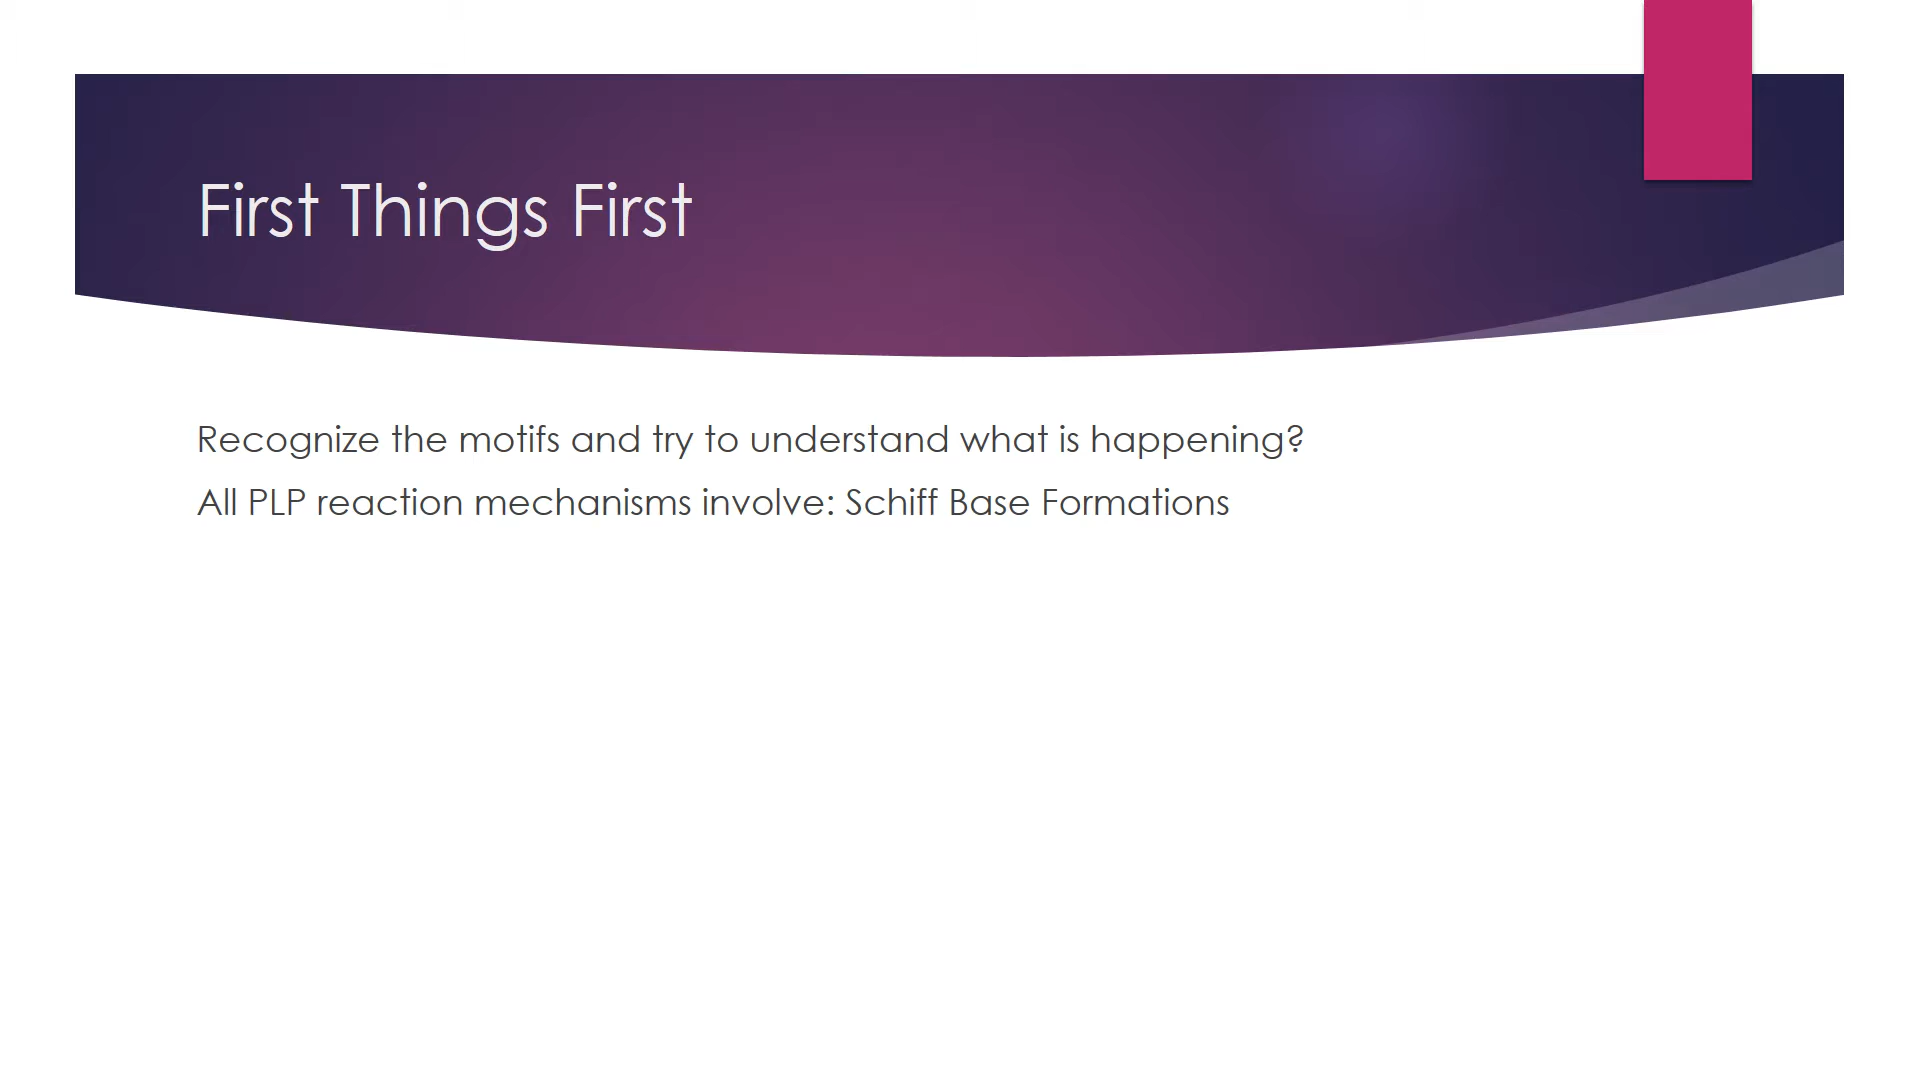 First Things First
Recognize the motifs and try to understand what is happening?
All PLP reaction mechanisms involve: Schiff Base Formations